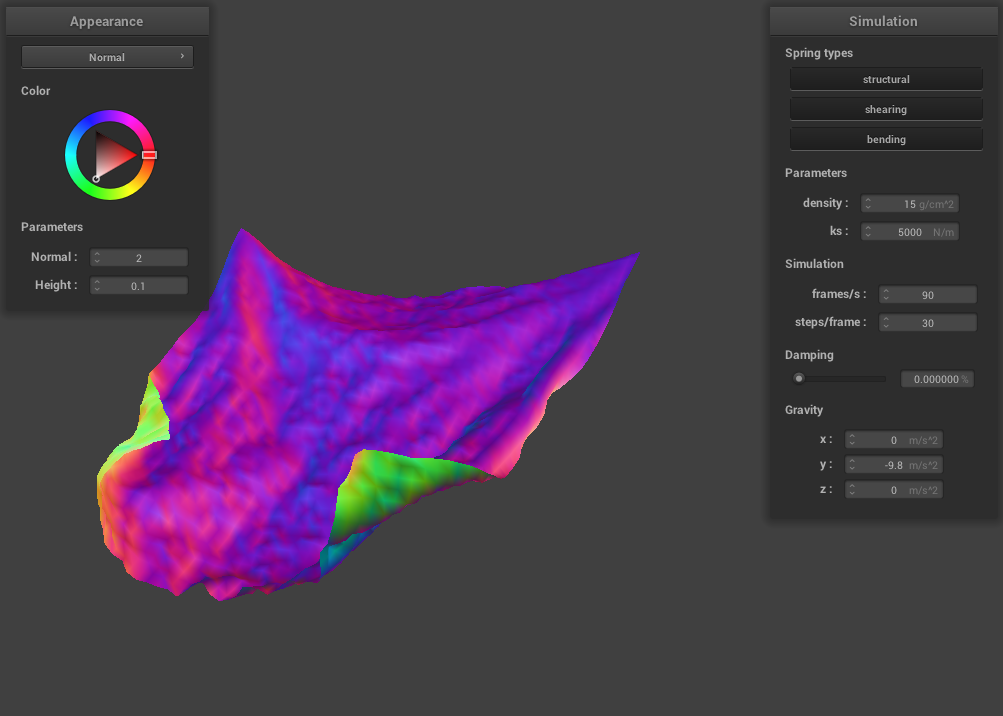 Appearance
Normal
Color
Parameters
Normal : 2
Height : 0.1
Simulation
Spring types
structural
shearing
bending
Parameters
density : 15 g/cm^2
ks : 5000 N/m
Simulation
frames/s : 90
steps/frame : 30
Damping
0.000000 %
Gravity
x : 0 m/s^2
y : -9.8 m/s^2
z : 0 m/s^2